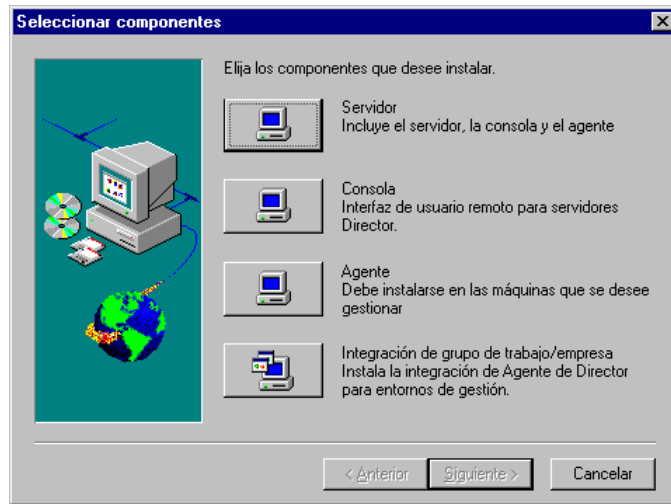 Seleccionar componentes
Elija los componentes que desee instalar.
Servidor
Incluye el servidor, la consola y el agente
Consola
Interfaz de usuario remoto para servidores
Director.
Agente
Debe instalarse en las máquinas que se desee
gestionar
Integración de grupo de trabajo/empresa
Instala la integración de Agente de Director
para entornos de gestión.
< Anterior
Siguiente >
Cancelar